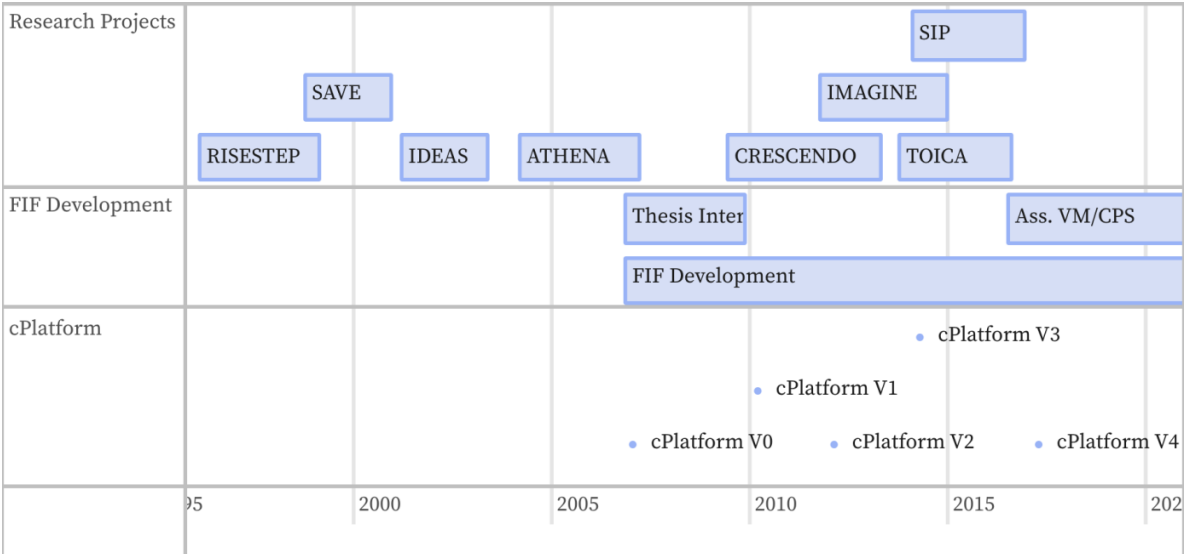 Research Projects
SIP
SAVE
IMAGINE
RISESTEP
IDEAS
ATHENA
CRESCENDO
TOICA
FIF Development
Thesis Inter
Ass. VM/CPS
FIF Development
cPlatform
cPlatform V3
cPlatform V1
cPlatform V0
cPlatform V2
cPlatform V4
95
2000
2005
2010
2015
202